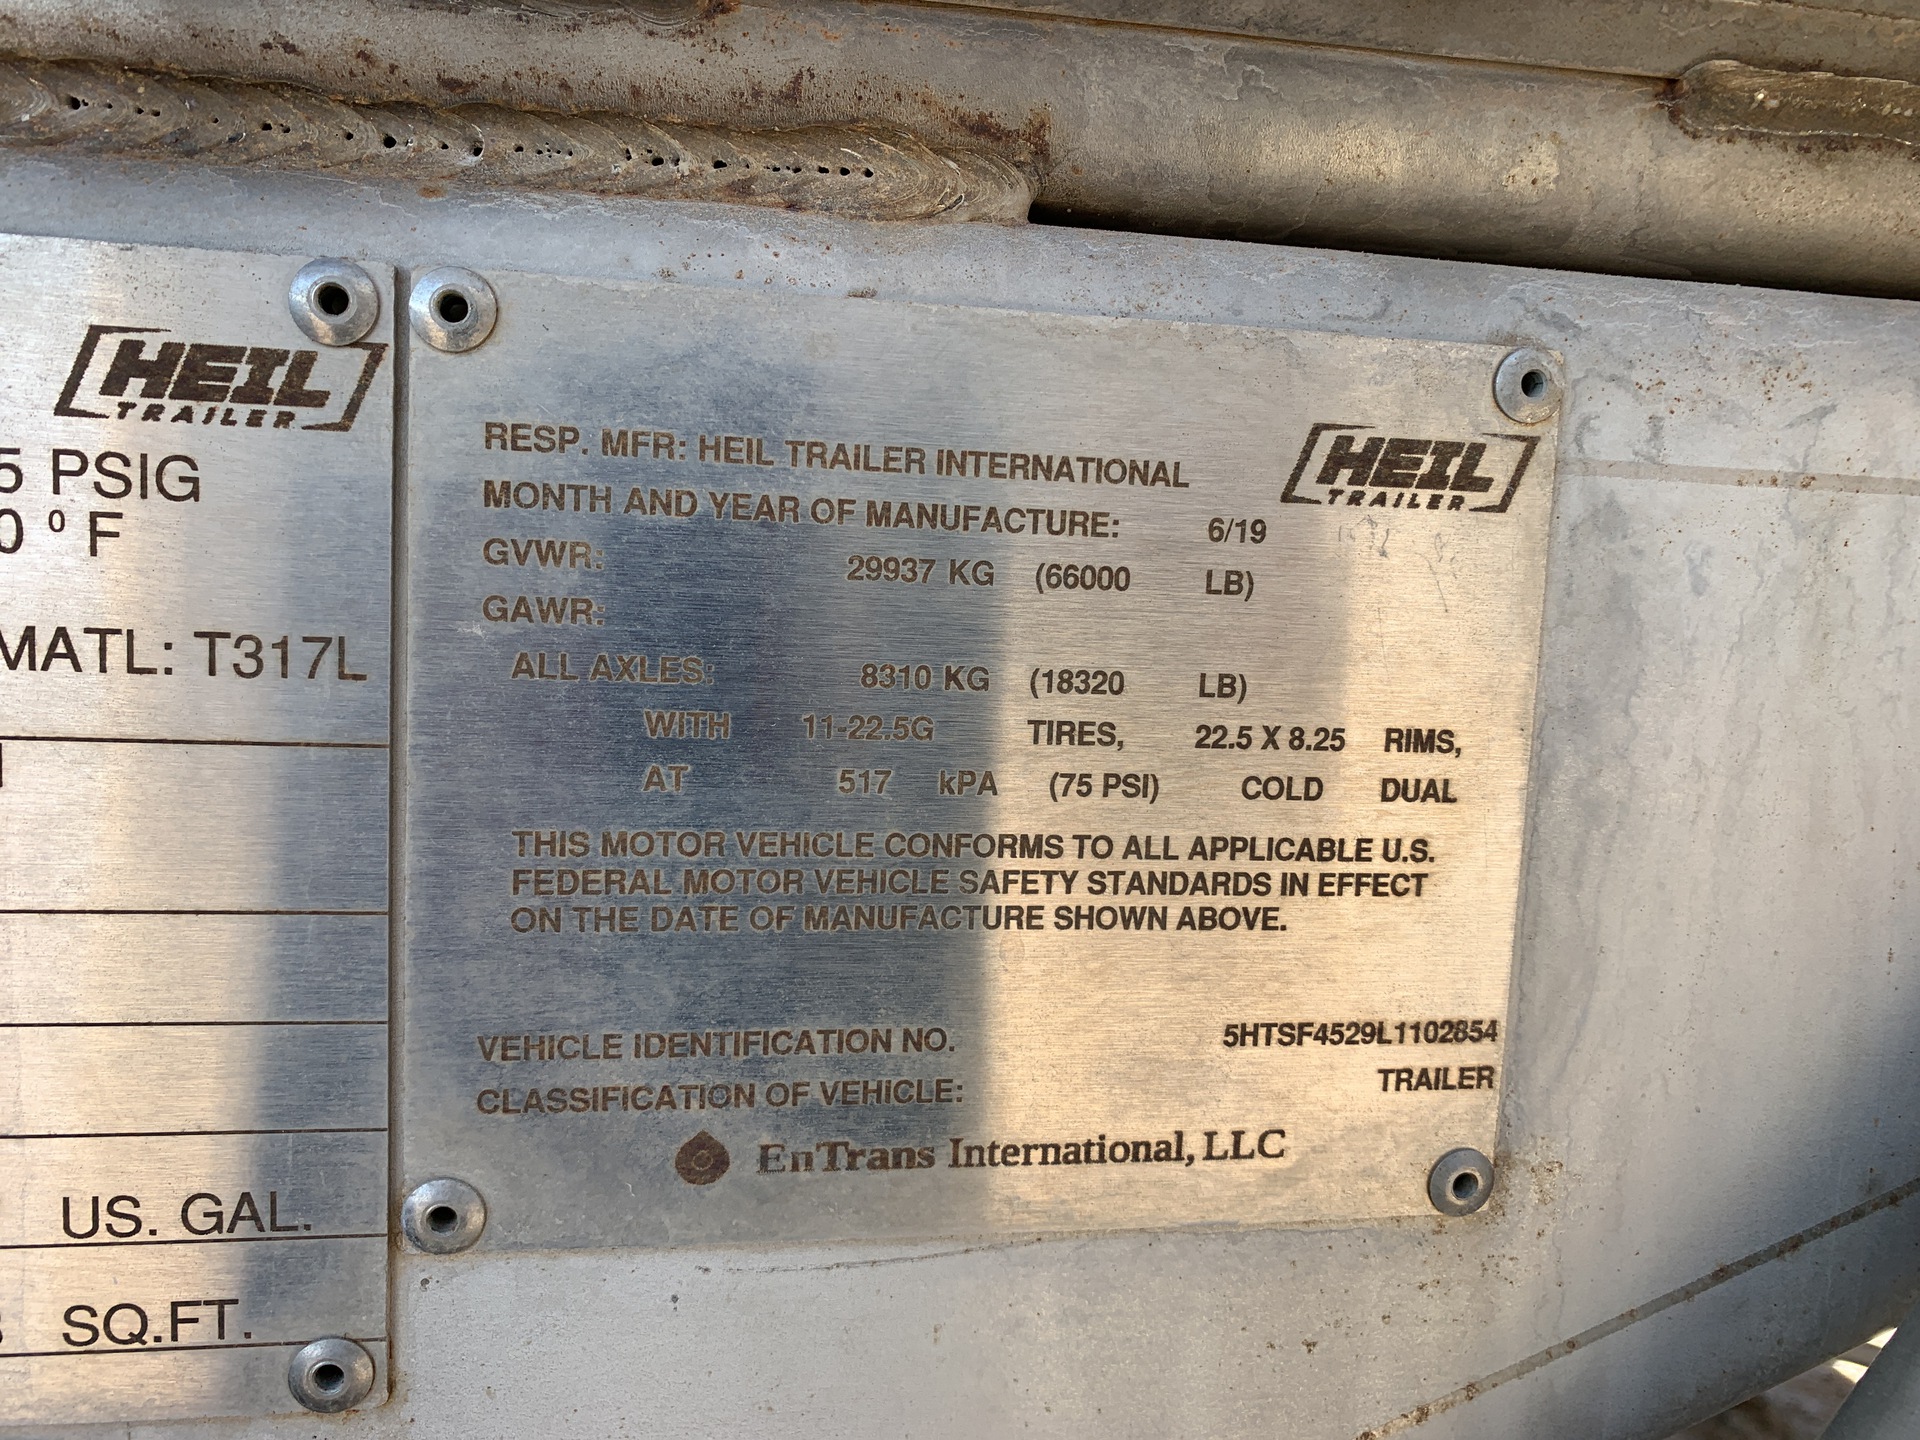 HEIL
TRAILER
5 PSIG
0 º F
MATL: T317L
US. GAL.
SQ.FT.
HEIL
TRAILER
RESP. MFR: HEIL TRAILER INTERNATIONAL
MONTH AND YEAR OF MANUFACTURE: 6/19
GVWR: 29937 KG (66000 LB)
GAWR:
ALL AXLES: 8310 KG (18320 LB)
WITH 11-22.5G TIRES, 22.5 X 8.25 RIMS,
AT 517 kPA (75 PSI) COLD DUAL
THIS MOTOR VEHICLE CONFORMS TO ALL APPLICABLE U.S.
FEDERAL MOTOR VEHICLE SAFETY STANDARDS IN EFFECT
ON THE DATE OF MANUFACTURE SHOWN ABOVE.
VEHICLE IDENTIFICATION NO. 5HTSF4529L1102854
CLASSIFICATION OF VEHICLE: TRAILER
EnTrans International, LLC